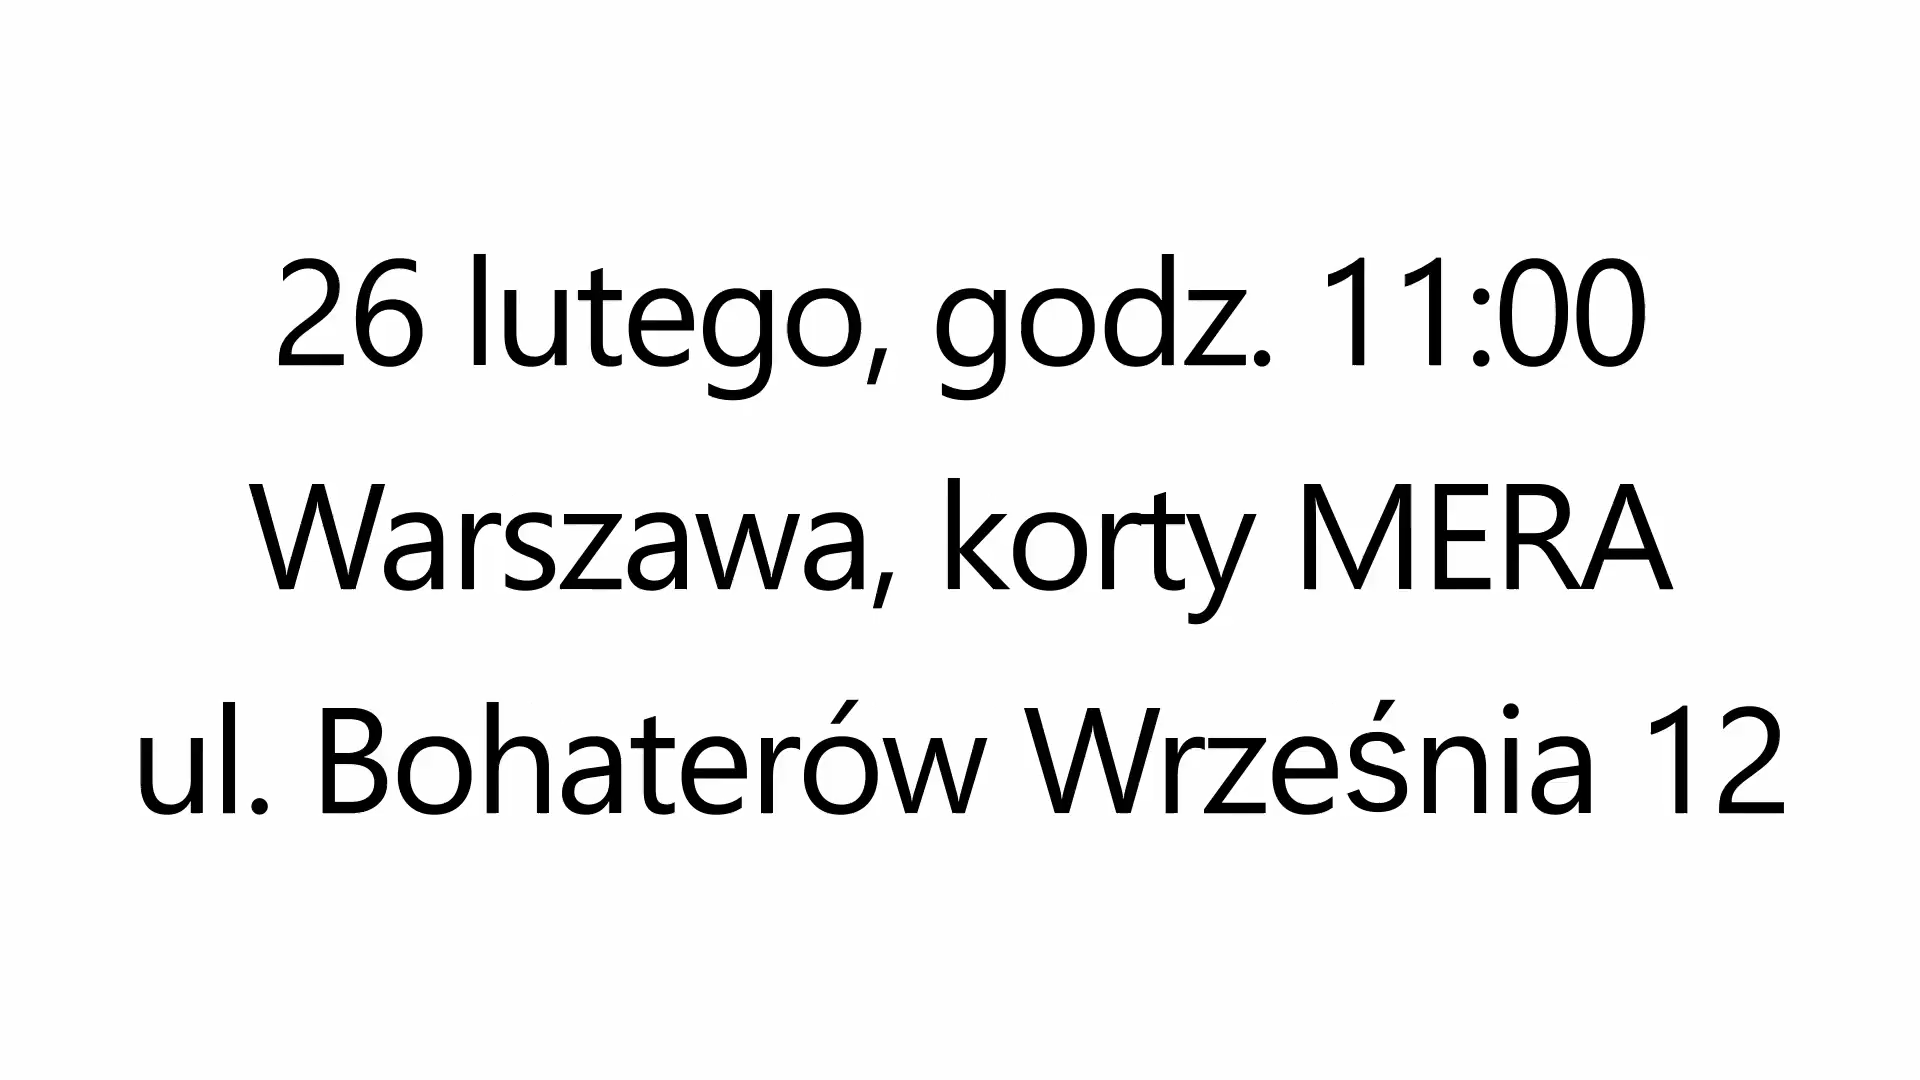 26 lutego, godz. 11:00
Warszawa, korty MERA
ul. Bohaterów Września 12